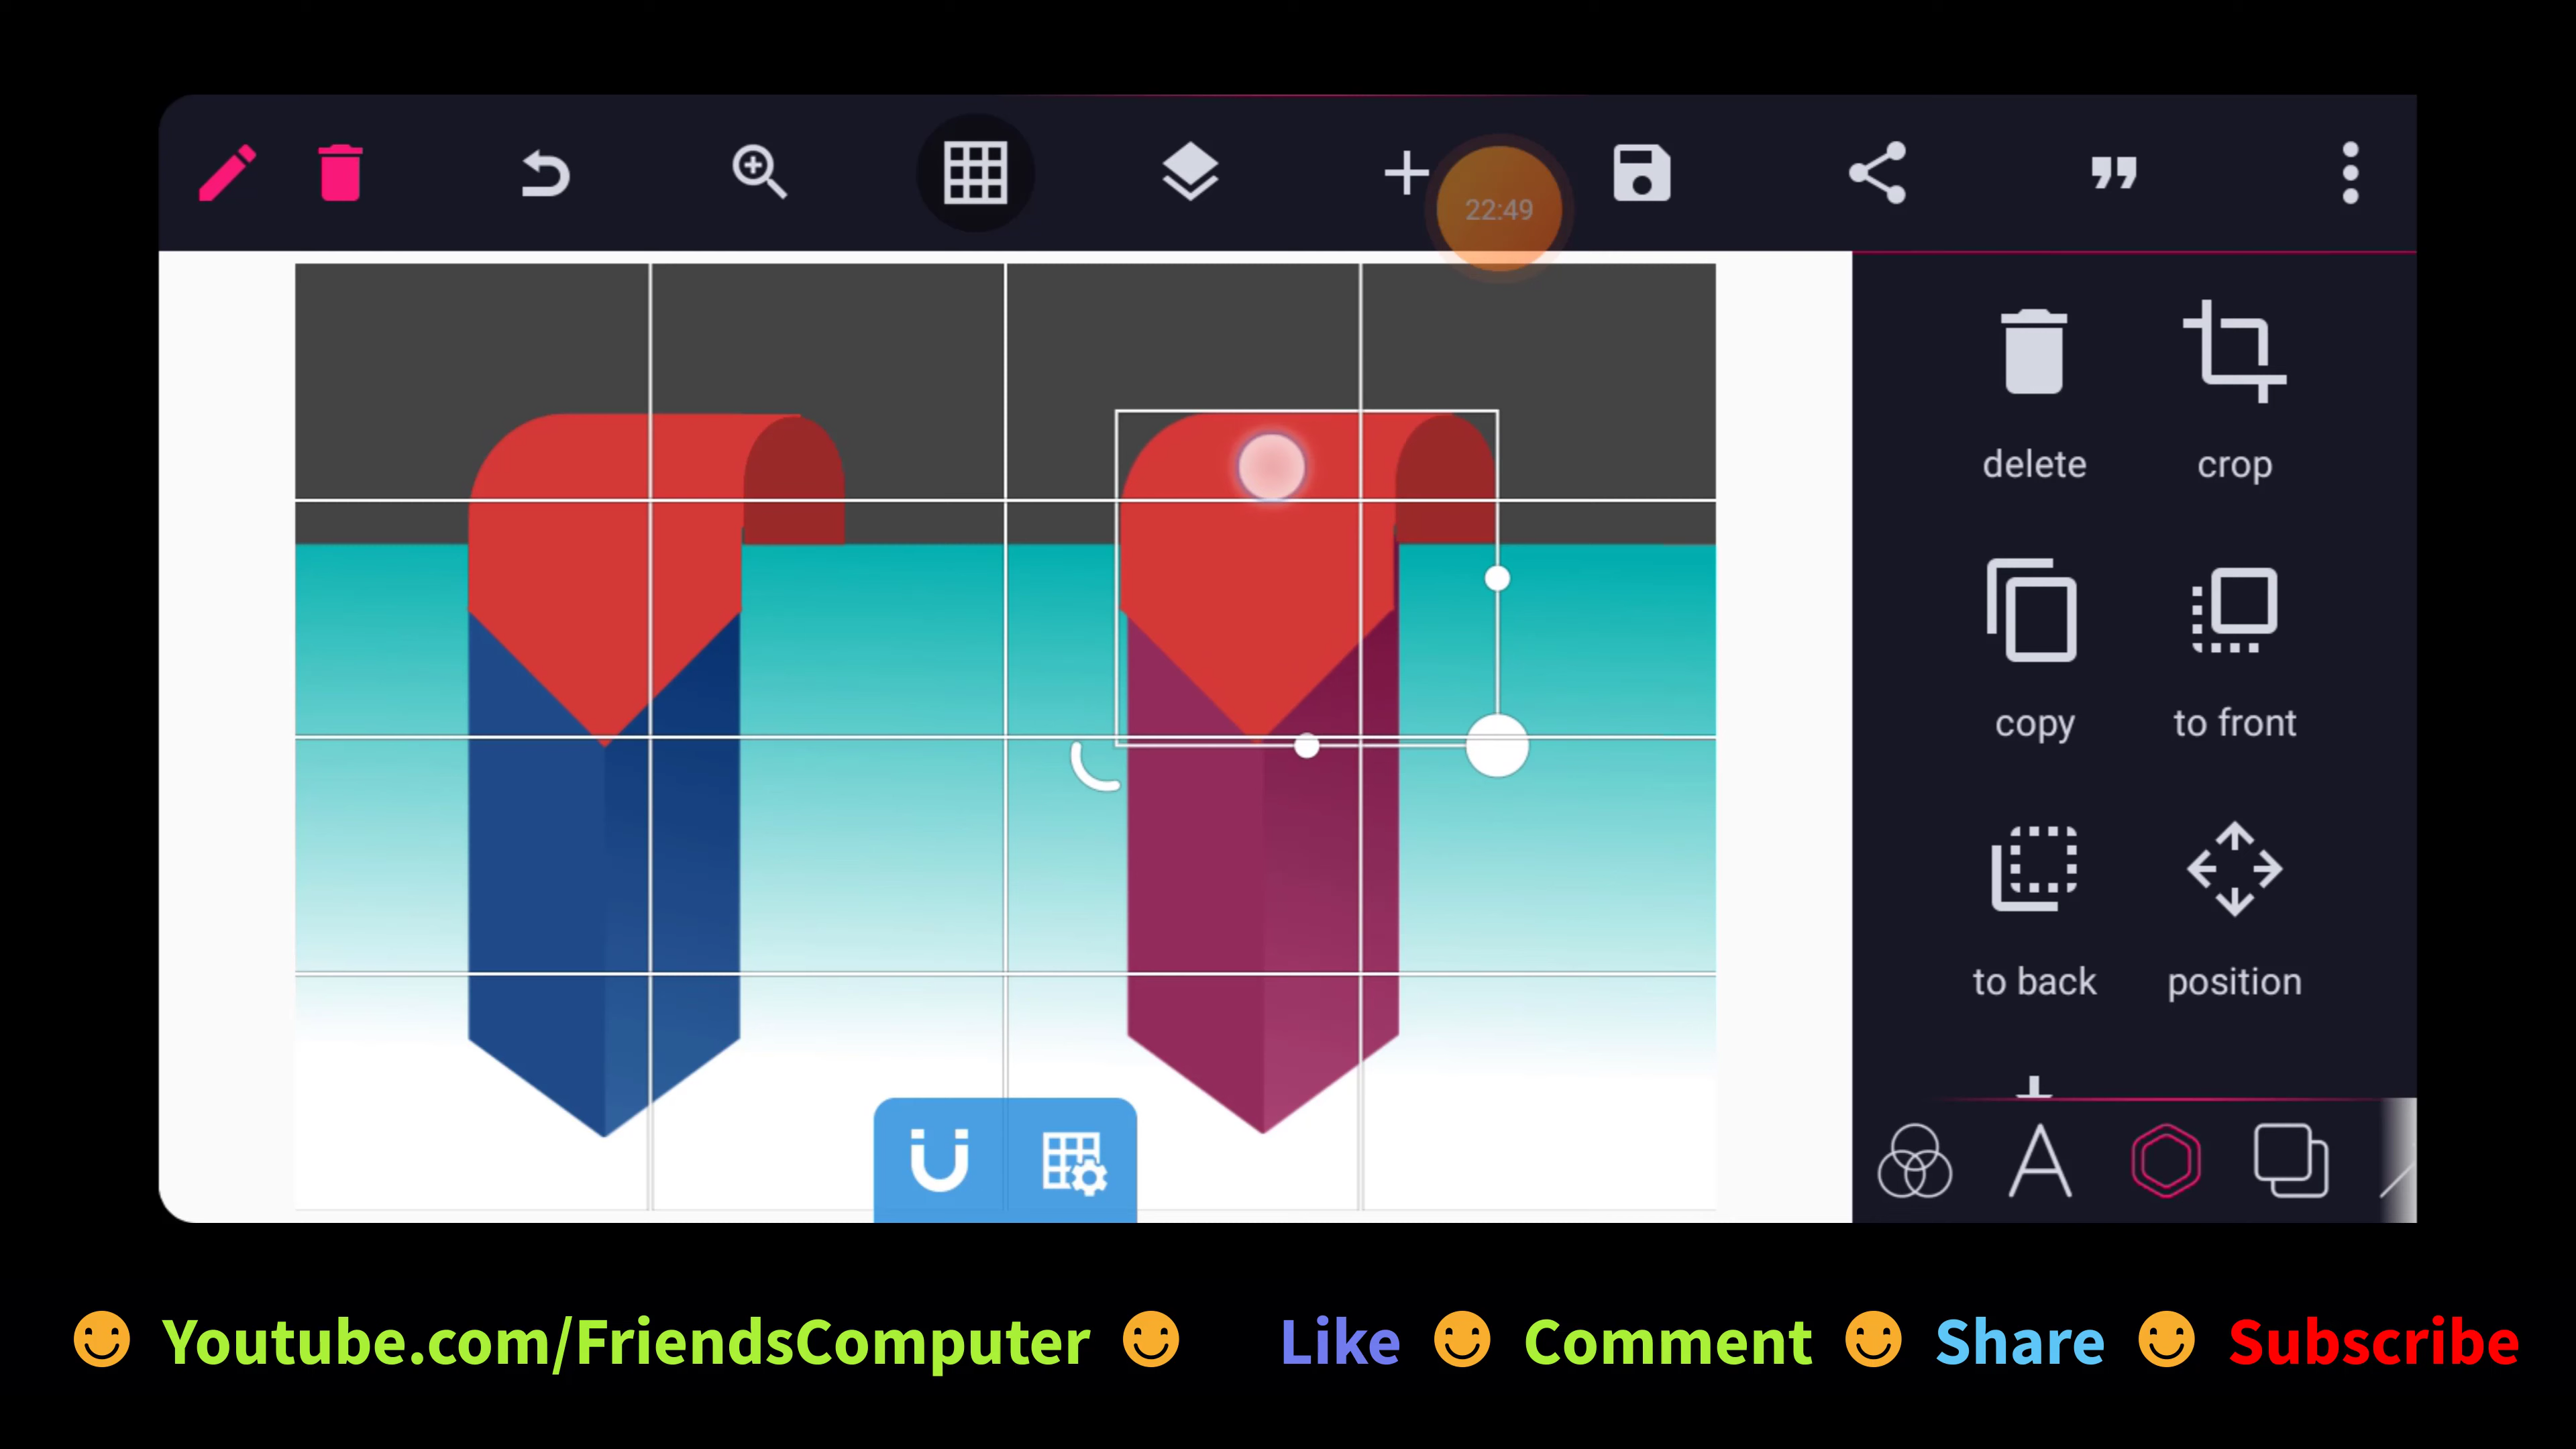 22:49
delete crop
copy to front
to back position
Youtube.com/FriendsComputer Like Comment Share Subscribe